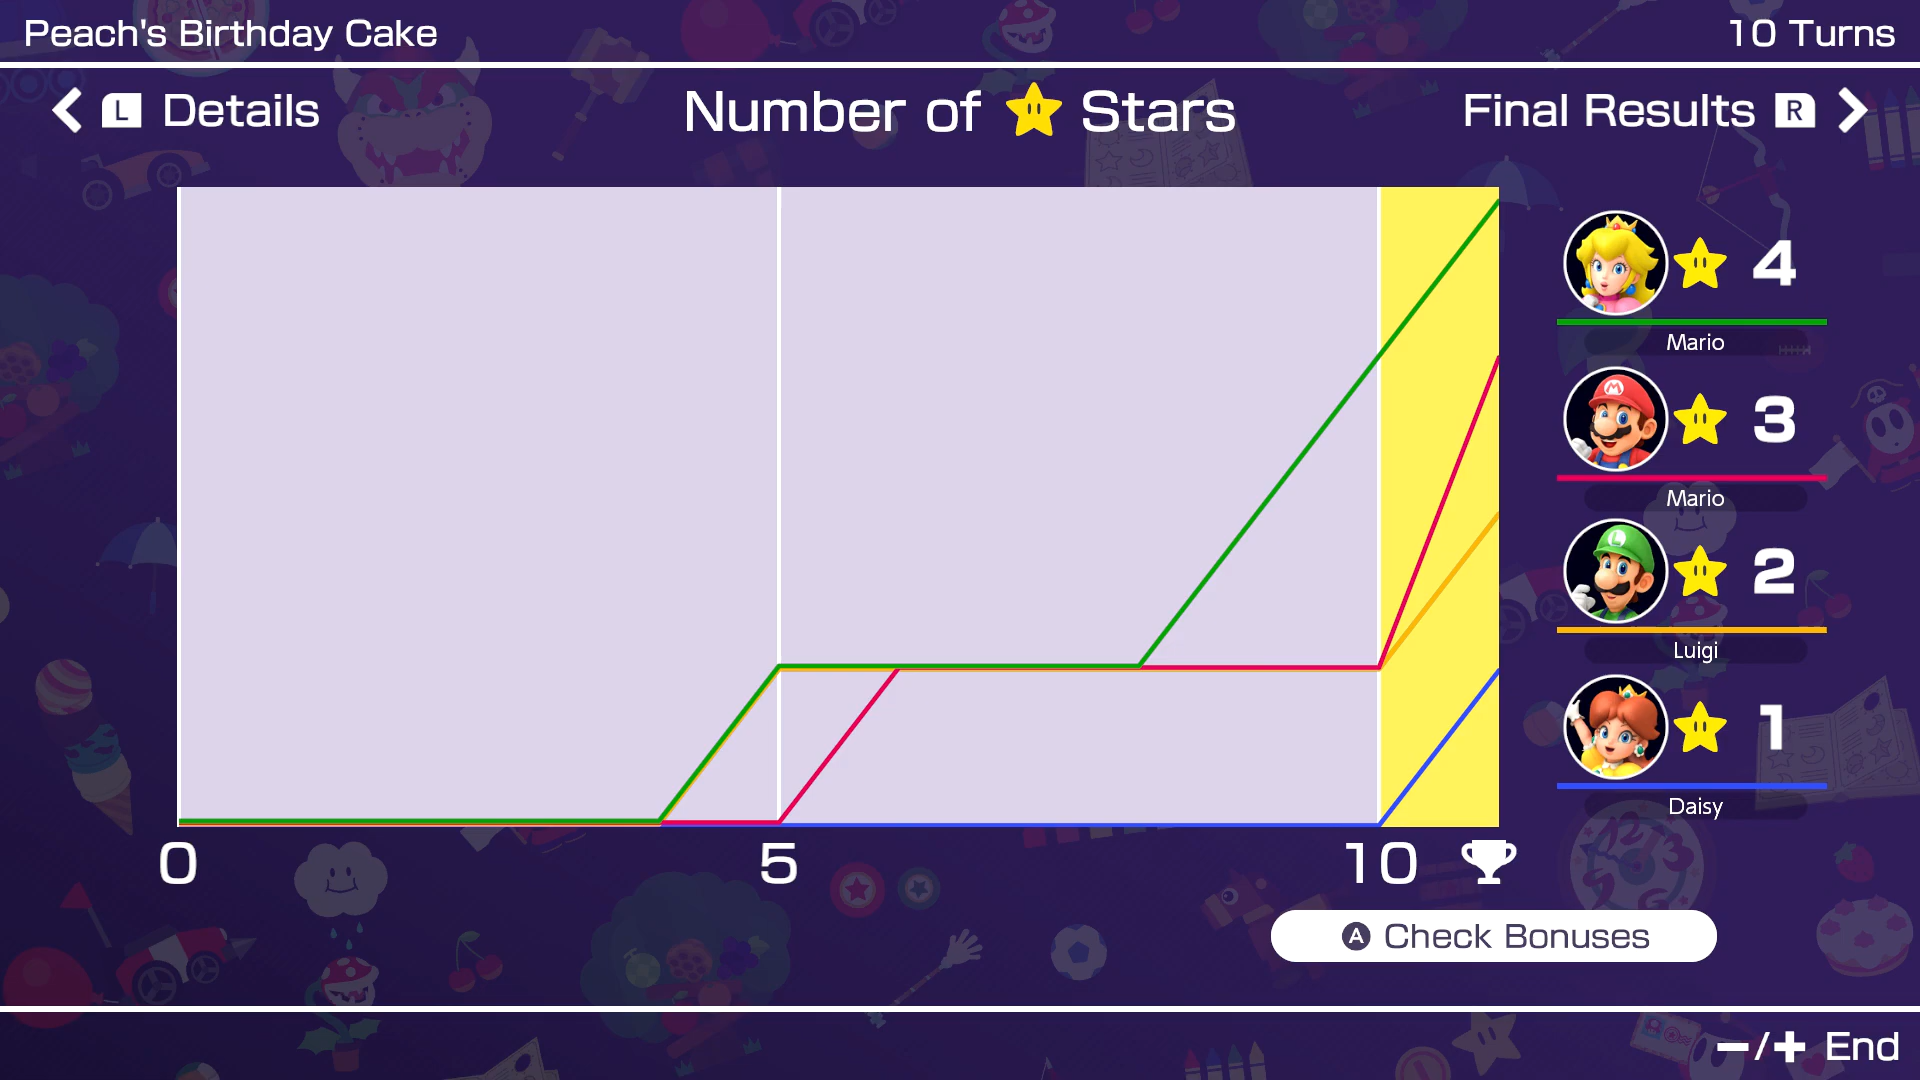 Peach's Birthday Cake
10 Turns
L Details
Number of Stars
Final Results R
4
Mario
3
Mario
2
Luigi
1
Daisy
0 5 10
A Check Bonuses
−/+ End